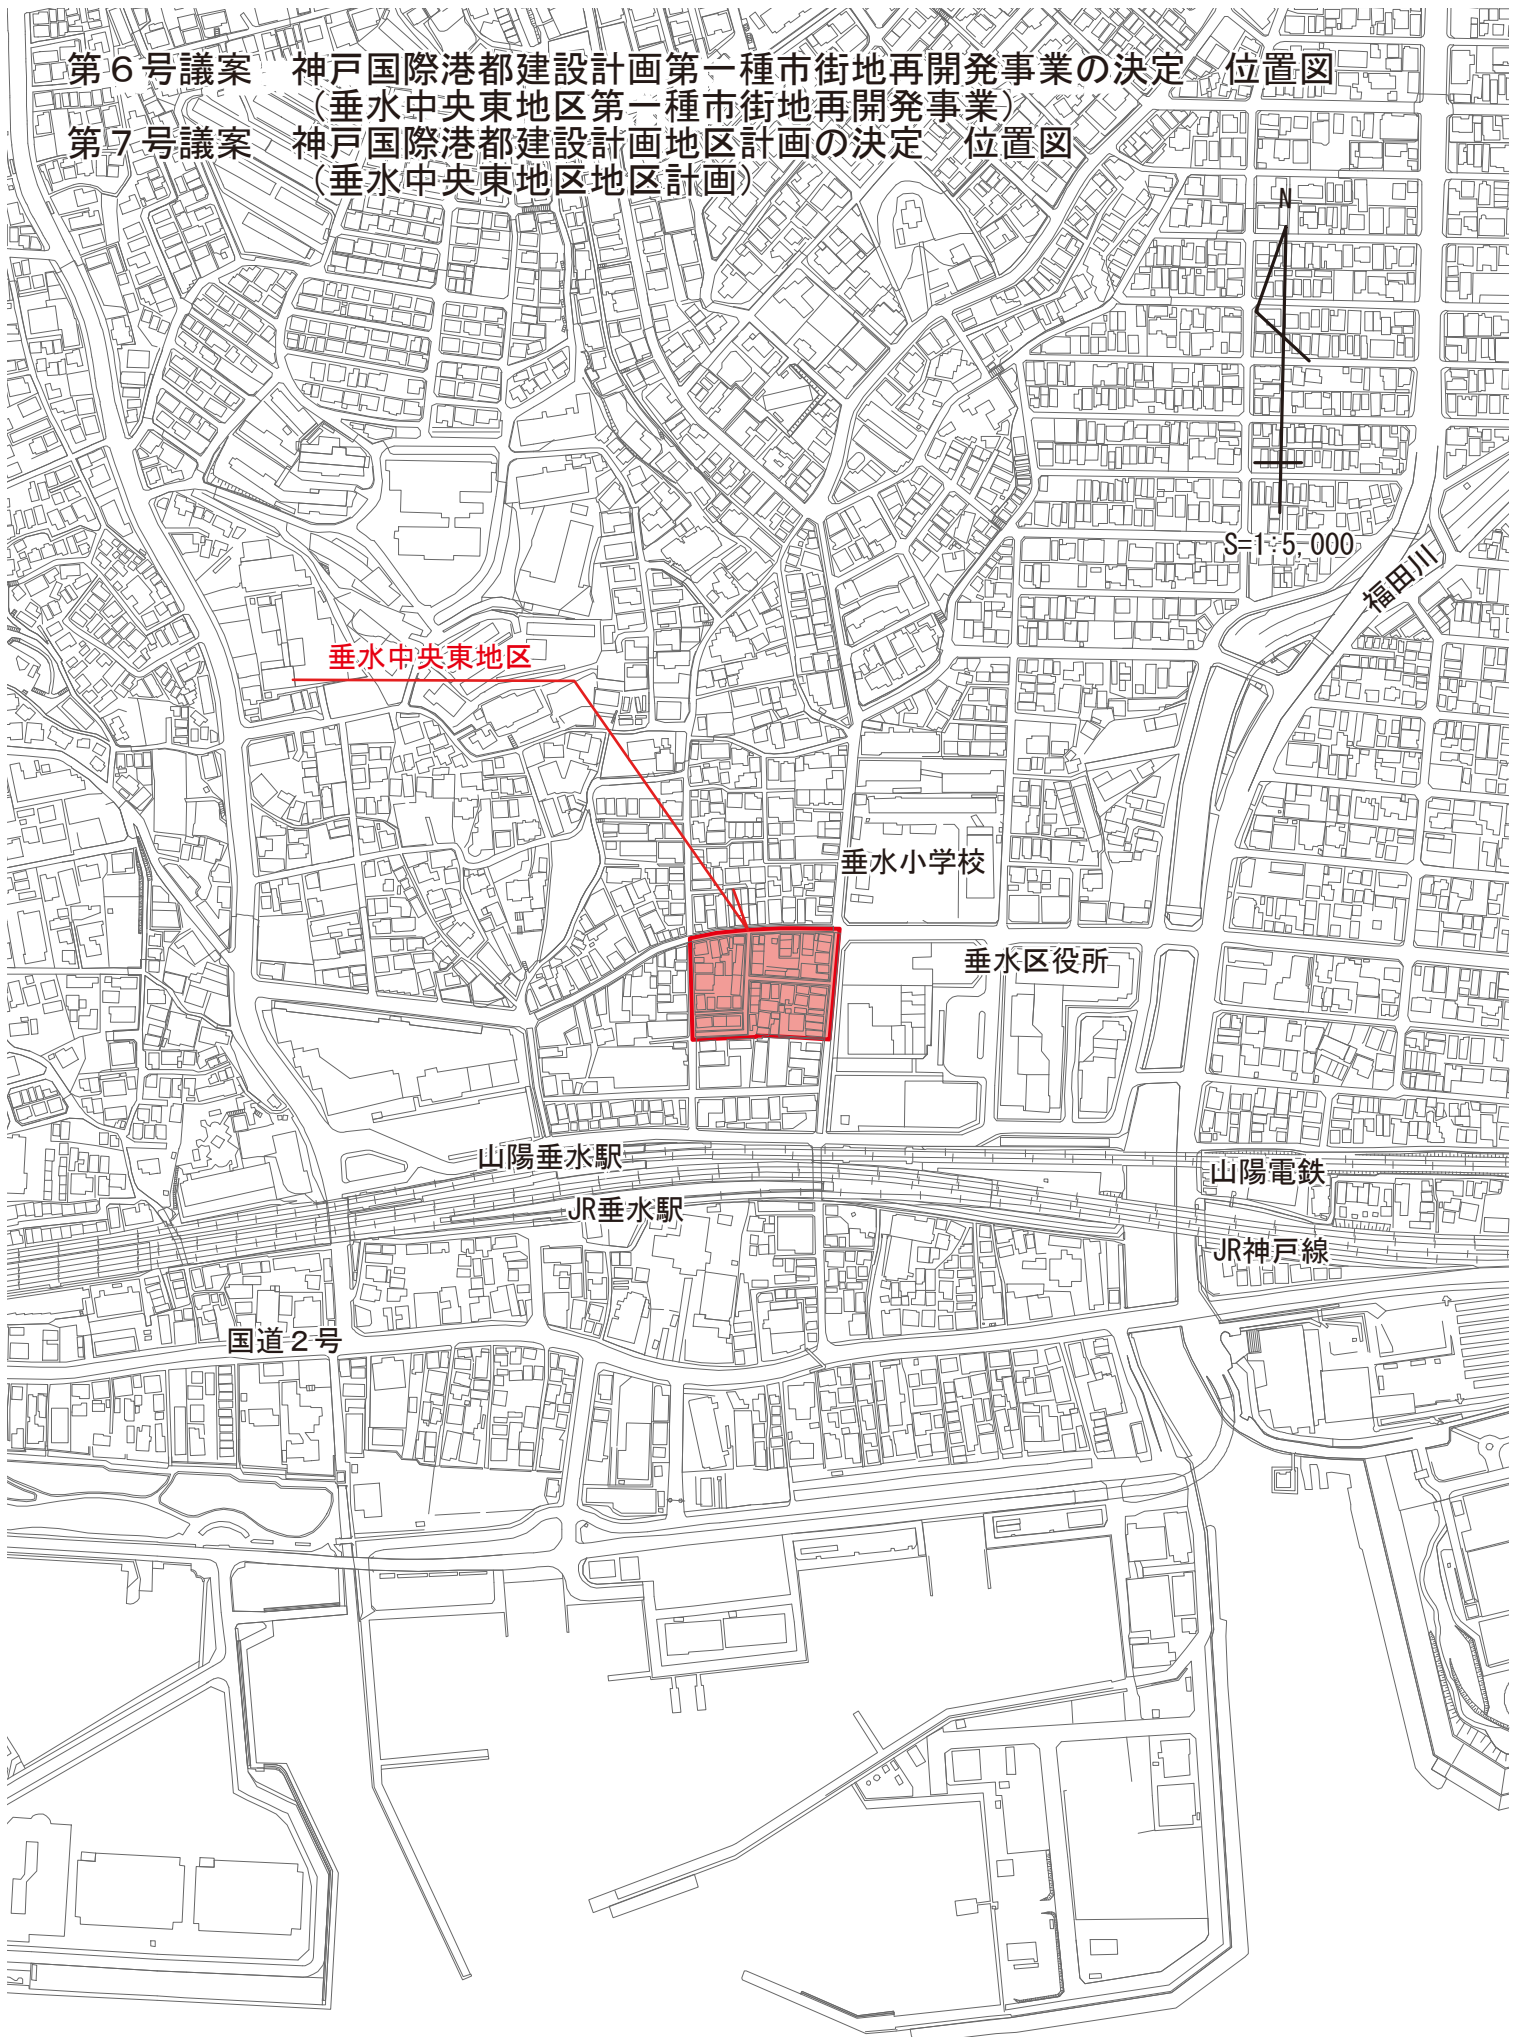 第６号議案　神戸国際港都建設計画第一種市街地再開発事業の決定　位置図
（垂水中央東地区第一種市街地再開発事業）
第７号議案　神戸国際港都建設計画地区計画の決定　位置図
（垂水中央東地区地区計画）
N
S=1:5,000
福田川
垂水中央東地区
垂水小学校
垂水区役所
山陽垂水駅
山陽電鉄
JR垂水駅
JR神戸線
国道２号